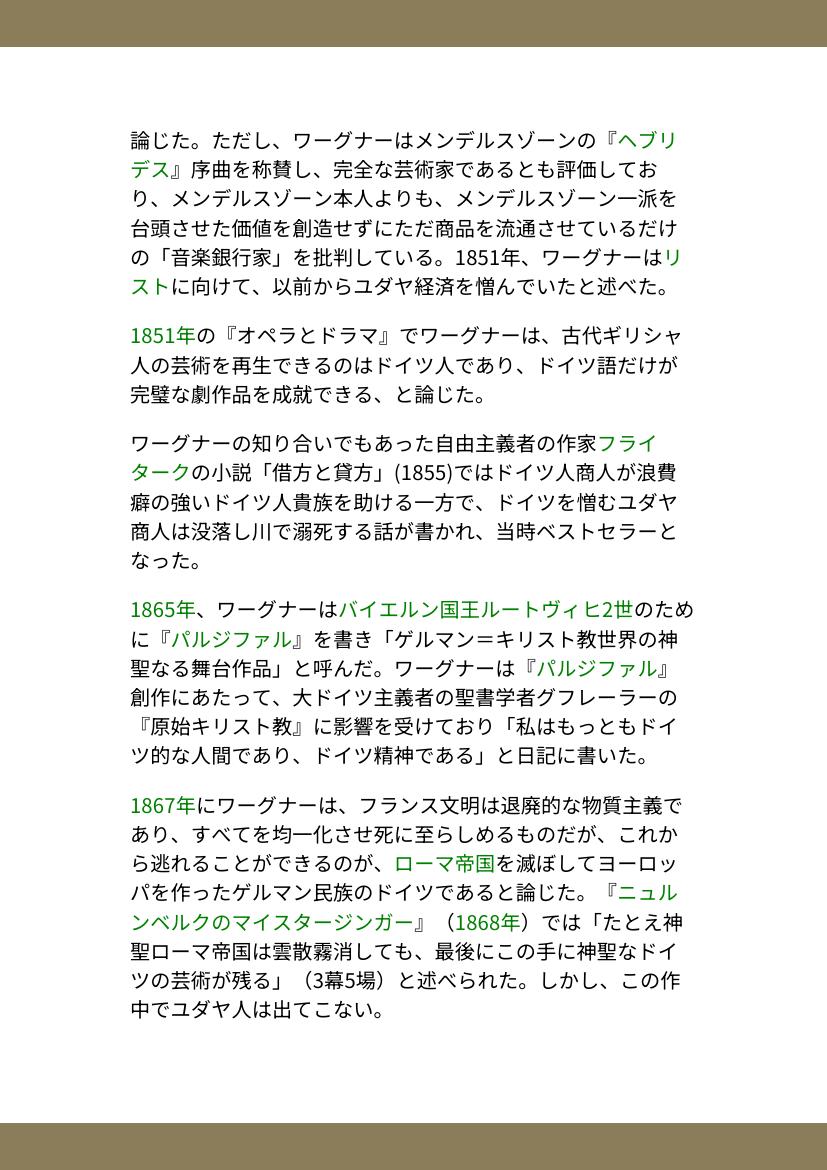 論じた。ただし、ワーグナーはメンデルスゾーンの『ヘブリ
デス』序曲を称賛し、完全な芸術家であるとも評価してお
り、メンデルスゾーン本人よりも、メンデルスゾーン一派を
台頭させた価値を創造せずにただ商品を流通させているだけ
の「音楽銀行家」を批判している。1851年、ワーグナーはリ
ストに向けて、以前からユダヤ経済を憎んでいたと述べた。
1851年の『オペラとドラマ』でワーグナーは、古代ギリシャ
人の芸術を再生できるのはドイツ人であり、ドイツ語だけが
完璧な劇作品を成就できる、と論じた。
ワーグナーの知り合いでもあった自由主義者の作家フライ
タークの小説「借方と貸方」(1855)ではドイツ人商人が浪費
癖の強いドイツ人貴族を助ける一方で、ドイツを憎むユダヤ
商人は没落し川で溺死する話が書かれ、当時ベストセラーと
なった。
1865年、ワーグナーはバイエルン国王ルートヴィヒ2世のため
に『パルジファル』を書き「ゲルマン＝キリスト教世界の神
聖なる舞台作品」と呼んだ。ワーグナーは『パルジファル』
創作にあたって、大ドイツ主義者の聖書学者グフレーラーの
『原始キリスト教』に影響を受けており「私はもっともドイ
ツ的な人間であり、ドイツ精神である」と日記に書いた。
1867年にワーグナーは、フランス文明は退廃的な物質主義で
あり、すべてを均一化させ死に至らしめるものだが、これか
ら逃れることができるのが、ローマ帝国を滅ぼしてヨーロッ
パを作ったゲルマン民族のドイツであると論じた。『ニュル
ンベルクのマイスタージンガー』（1868年）では「たとえ神
聖ローマ帝国は雲散霧消しても、最後にこの手に神聖なドイ
ツの芸術が残る」（3幕5場）と述べられた。しかし、この作
中でユダヤ人は出てこない。